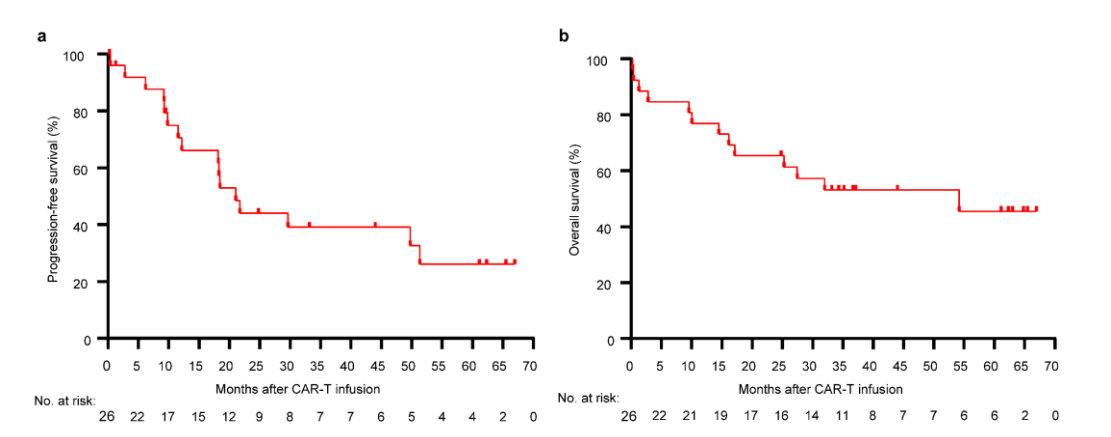 a
Progression-free survival (%)
100
80
60
40
20
0
0 5 10 15 20 25 30 35 40 45 50 55 60 65 70
Months after CAR-T infusion
No. at risk:
26 22 17 15 12 9 8 7 7 6 5 4 4 2 0
b
Overall survival (%)
100
80
60
40
20
0
0 5 10 15 20 25 30 35 40 45 50 55 60 65 70
Months after CAR-T infusion
No. at risk:
26 22 21 19 17 16 14 11 8 7 7 6 6 2 0